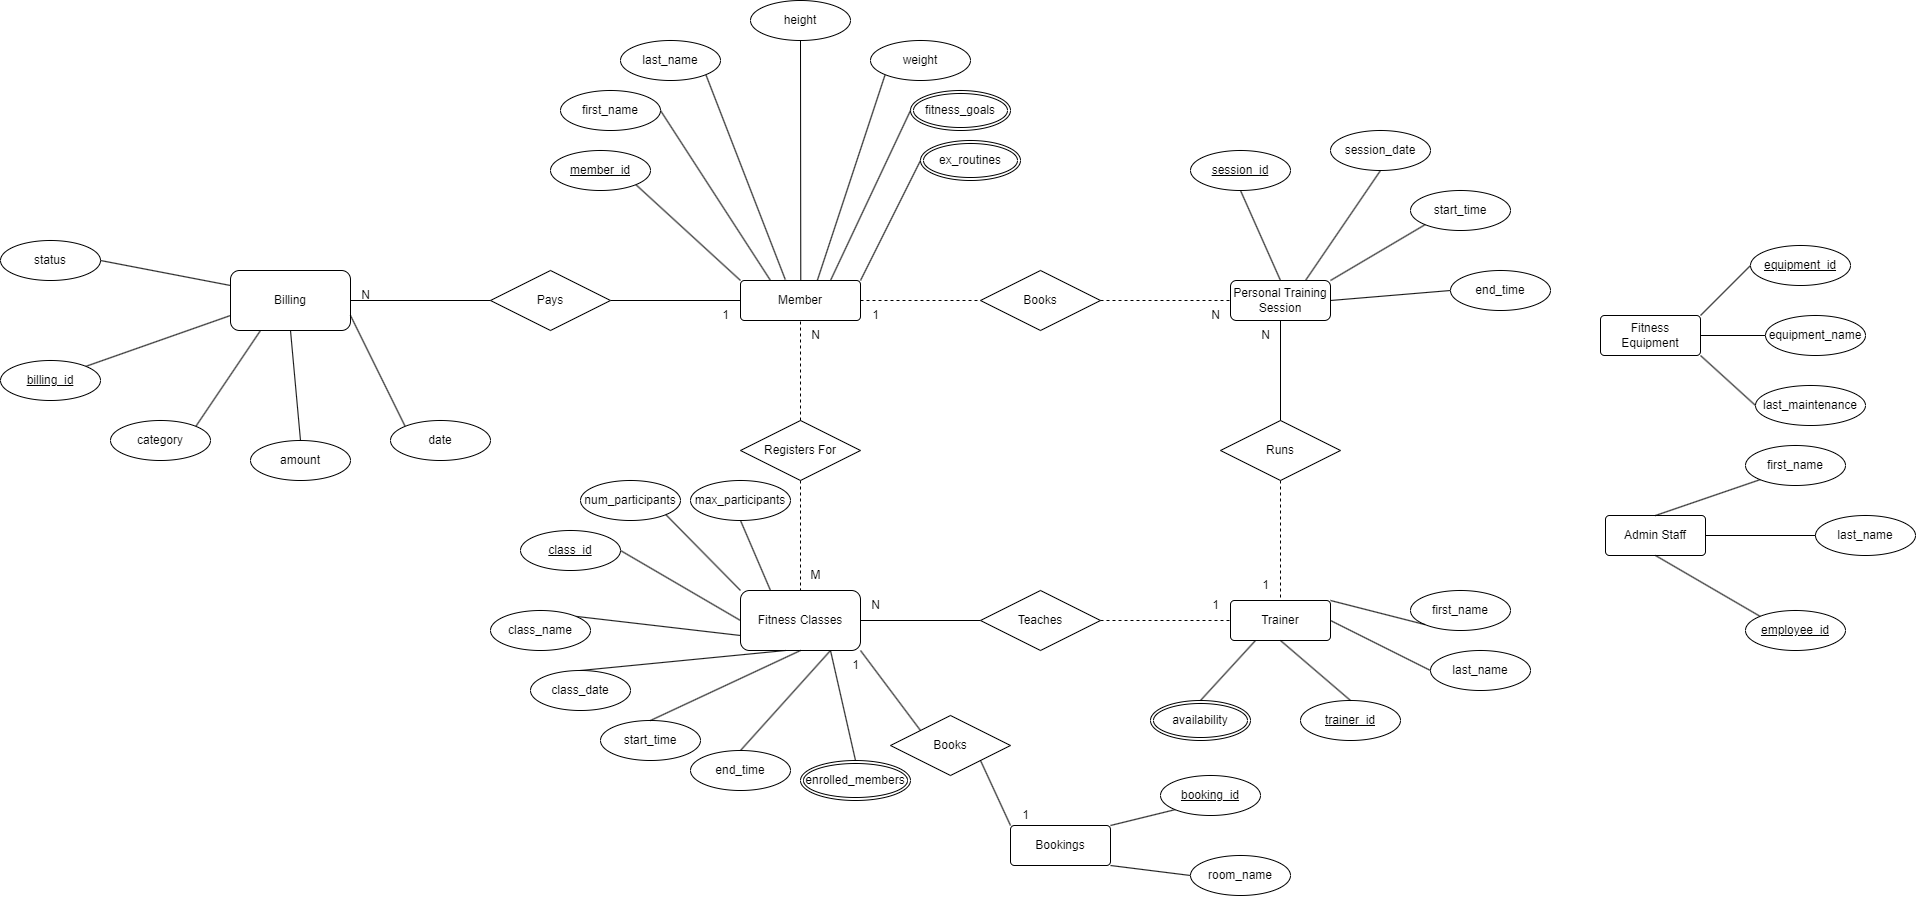 height
last_name
weight
first_name
fitness_goals
ex_routines
member_id
session_id
session_date
start_time
end_time
status
Billing
N
Pays
1
Member
1
N
Books
N
Personal Training
Session
N
billing_id
category
amount
date
Registers For
Runs
equipment_id
Fitness
Equipment
equipment_name
last_maintenance
first_name
Admin Staff
last_name
employee_id
num_participants
max_participants
class_id
M
class_name
Fitness Classes
N
1
Teaches
1
1
Trainer
first_name
last_name
class_date
start_time
end_time
enrolled_members
availability
trainer_id
Books
1
Bookings
booking_id
room_name